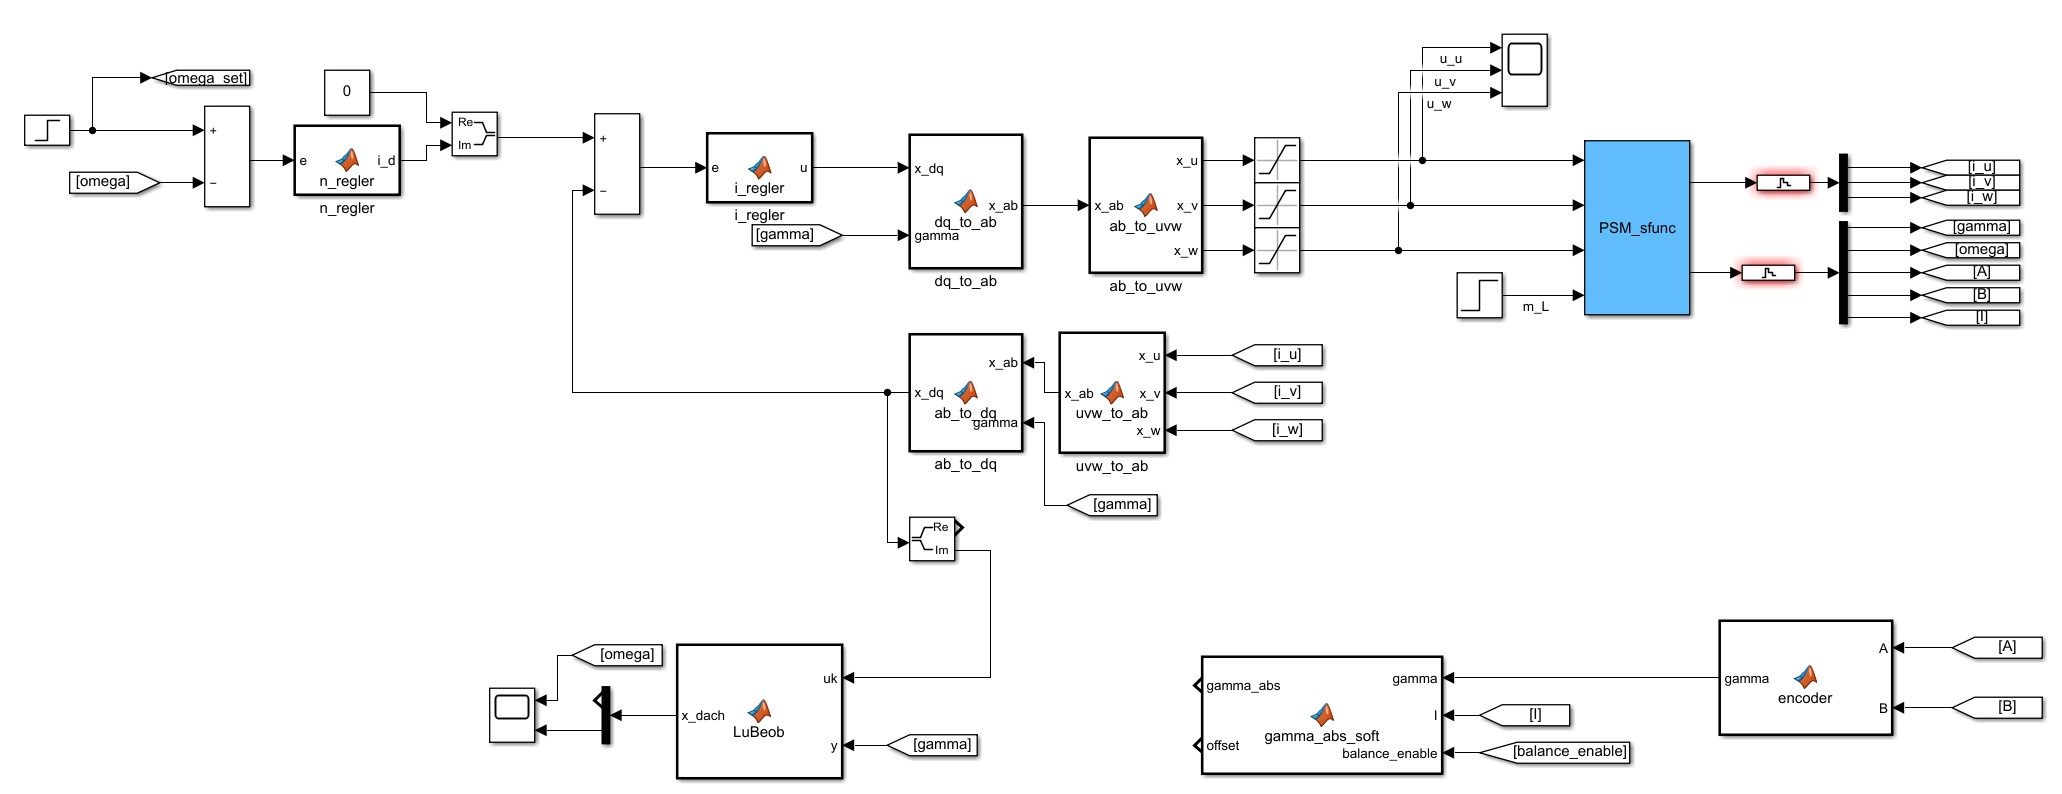 [omega_set]
+
[omega]
−
e
n_regler
i_d
n_regler
0
Re
Im
+
−
e
i_regler
u
i_regler
[gamma]
x_dq
dq_to_ab
x_ab
gamma
dq_to_ab
x_ab
ab_to_uvw
x_u
x_v
x_w
ab_to_uvw
u_u
u_v
u_w
PSM_sfunc
m_L
[i_u]
[i_v]
[i_w]
[gamma]
[omega]
[A]
[B]
[I]
x_ab
x_dq
ab_to_dq
gamma
ab_to_dq
x_u
x_ab
x_v
uvw_to_ab
x_w
uvw_to_ab
[i_u]
[i_v]
[i_w]
[gamma]
Re
Im
[omega]
uk
x_dach
LuBeob
y
[gamma]
gamma_abs
gamma
I
gamma_abs_soft
offset
balance_enable
[I]
[balance_enable]
gamma
encoder
A
B
[A]
[B]